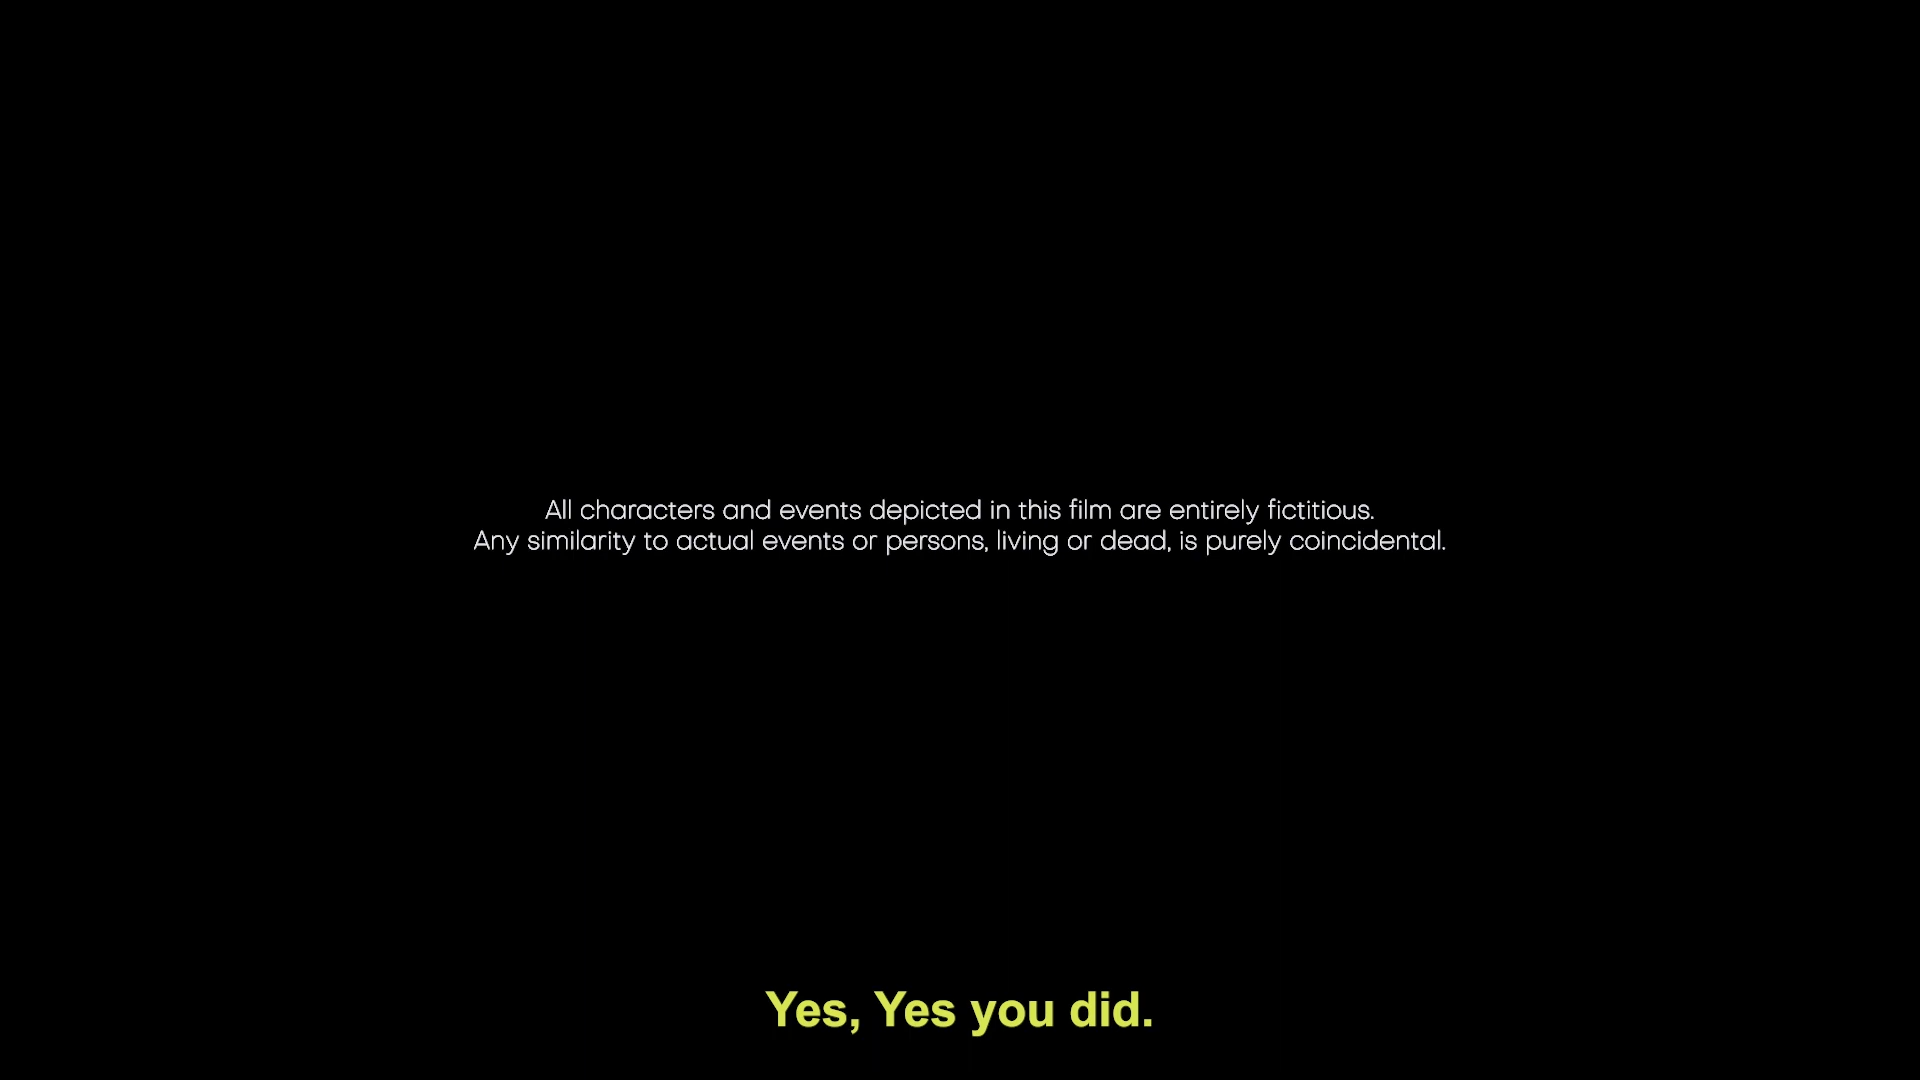 All characters and events depicted in this film are entirely fictitious.
Any similarity to actual events or persons, living or dead, is purely coincidental.
Yes, Yes you did.